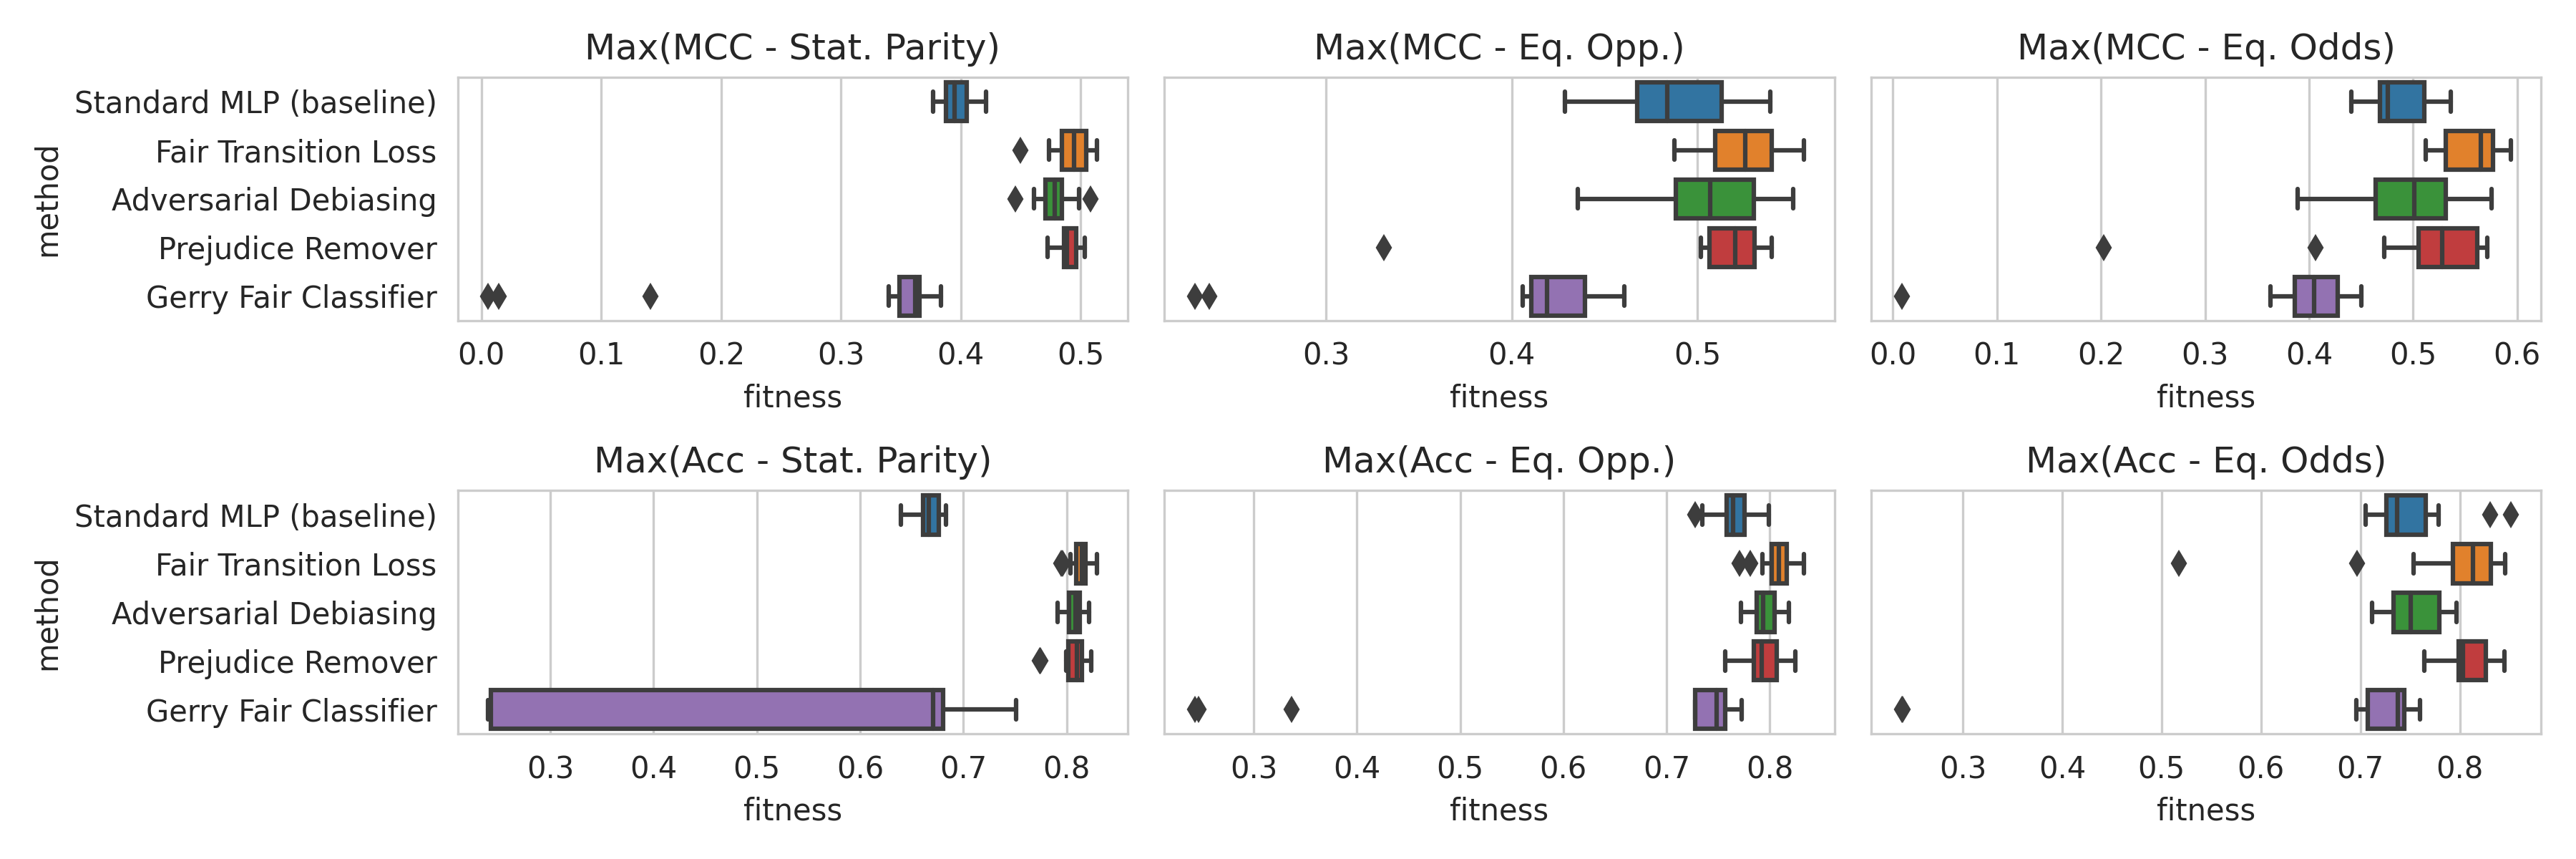 Max(MCC - Stat. Parity)
Max(MCC - Eq. Opp.)
Max(MCC - Eq. Odds)
method
Standard MLP (baseline)
Fair Transition Loss
Adversarial Debiasing
Prejudice Remover
Gerry Fair Classifier
0.0 0.1 0.2 0.3 0.4 0.5
0.3 0.4 0.5
0.0 0.1 0.2 0.3 0.4 0.5 0.6
fitness
fitness
fitness
Max(Acc - Stat. Parity)
Max(Acc - Eq. Opp.)
Max(Acc - Eq. Odds)
method
Standard MLP (baseline)
Fair Transition Loss
Adversarial Debiasing
Prejudice Remover
Gerry Fair Classifier
0.3 0.4 0.5 0.6 0.7 0.8
0.3 0.4 0.5 0.6 0.7 0.8
0.3 0.4 0.5 0.6 0.7 0.8
fitness
fitness
fitness